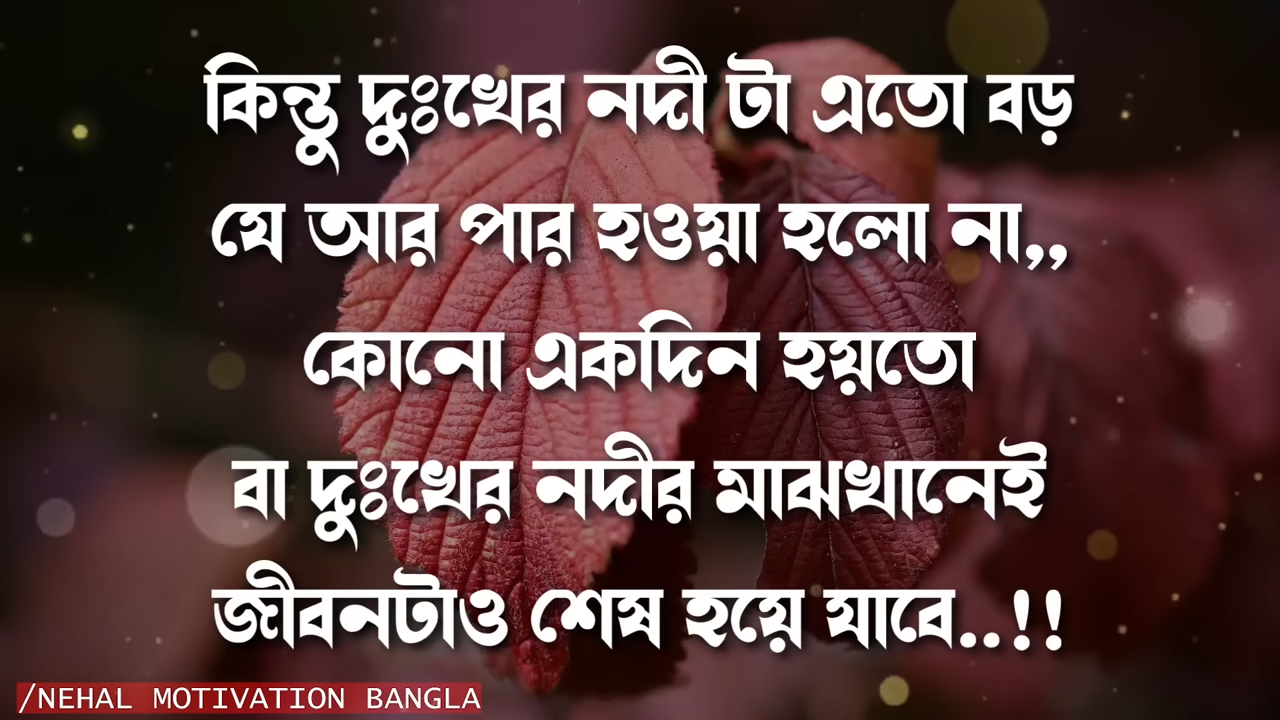 কিন্তু দুঃখের নদী টা এতো বড়
যে আর পার হওয়া হলো না,,
কোনো একদিন হয়তো
বা দুঃখের নদীর মাঝখানেই
জীবনটাও শেষ হয়ে যাবে..!!
/NEHAL MOTIVATION BANGLA